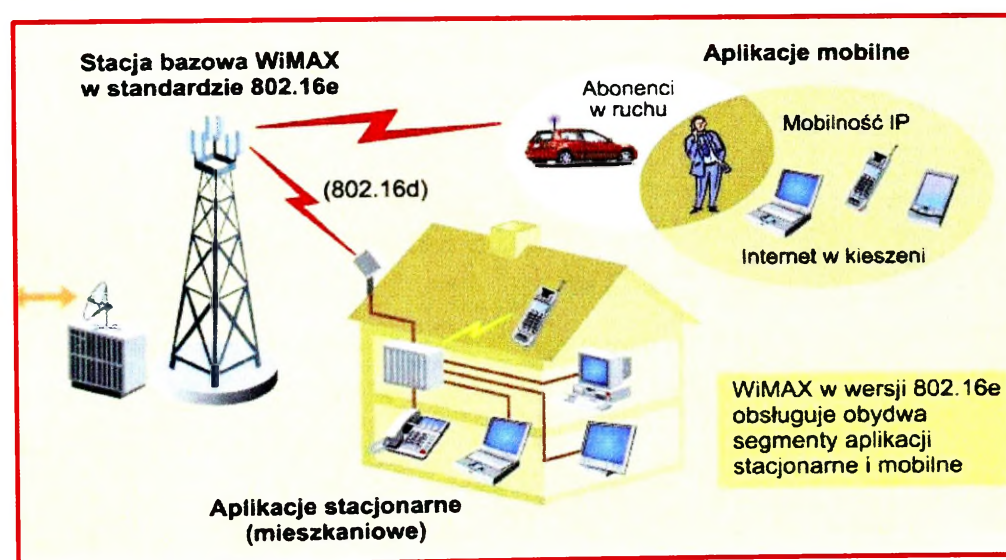 Stacja bazowa WiMAX
w standardzie 802.16e
Aplikacje mobilne
Abonenci
w ruchu
Mobilność IP
(802.16d)
Internet w kieszeni
WiMAX w wersji 802.16e
obsługuje obydwa
segmenty aplikacji
stacjonarne i mobilne
Aplikacje stacjonarne
(mieszkaniowe)